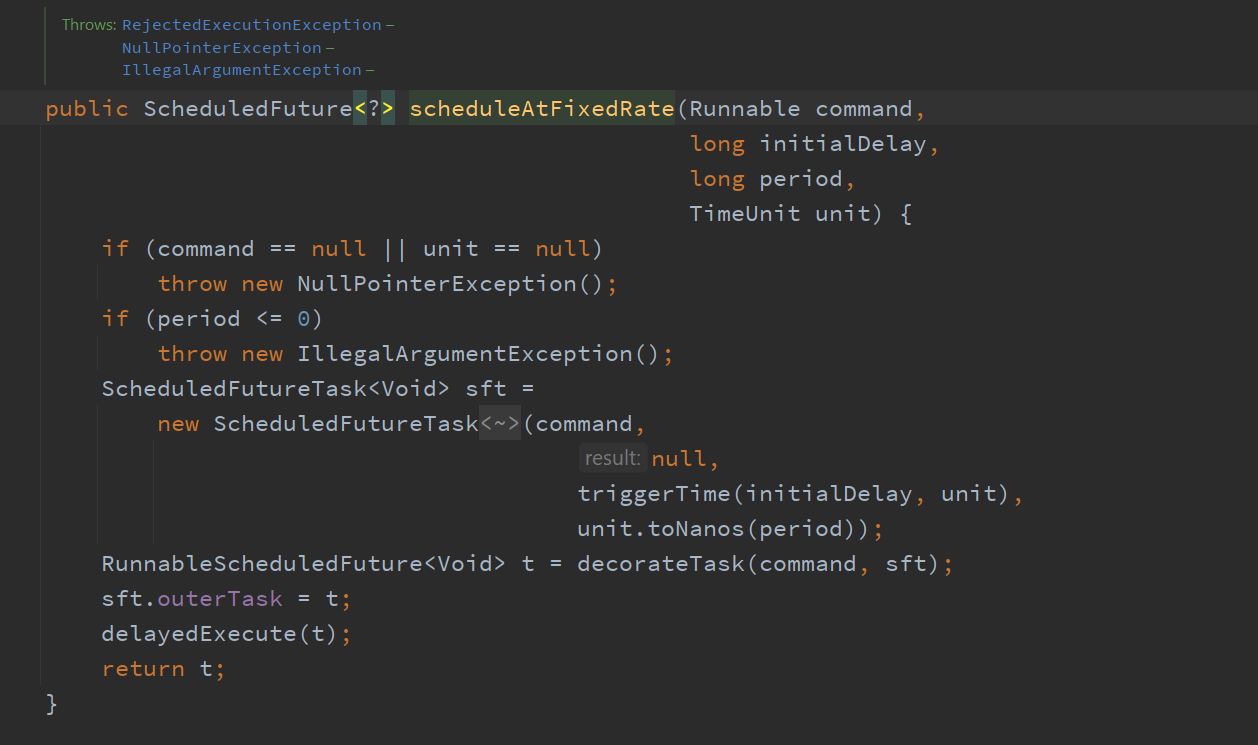 Throws: RejectedExecutionException –
NullPointerException –
IllegalArgumentException –
public ScheduledFuture<?> scheduleAtFixedRate(Runnable command,
long initialDelay,
long period,
TimeUnit unit) {
if (command == null || unit == null)
throw new NullPointerException();
if (period <= 0)
throw new IllegalArgumentException();
ScheduledFutureTask<Void> sft =
new ScheduledFutureTask<~>(command,
result: null,
triggerTime(initialDelay, unit),
unit.toNanos(period));
RunnableScheduledFuture<Void> t = decorateTask(command, sft);
sft.outerTask = t;
delayedExecute(t);
return t;
}